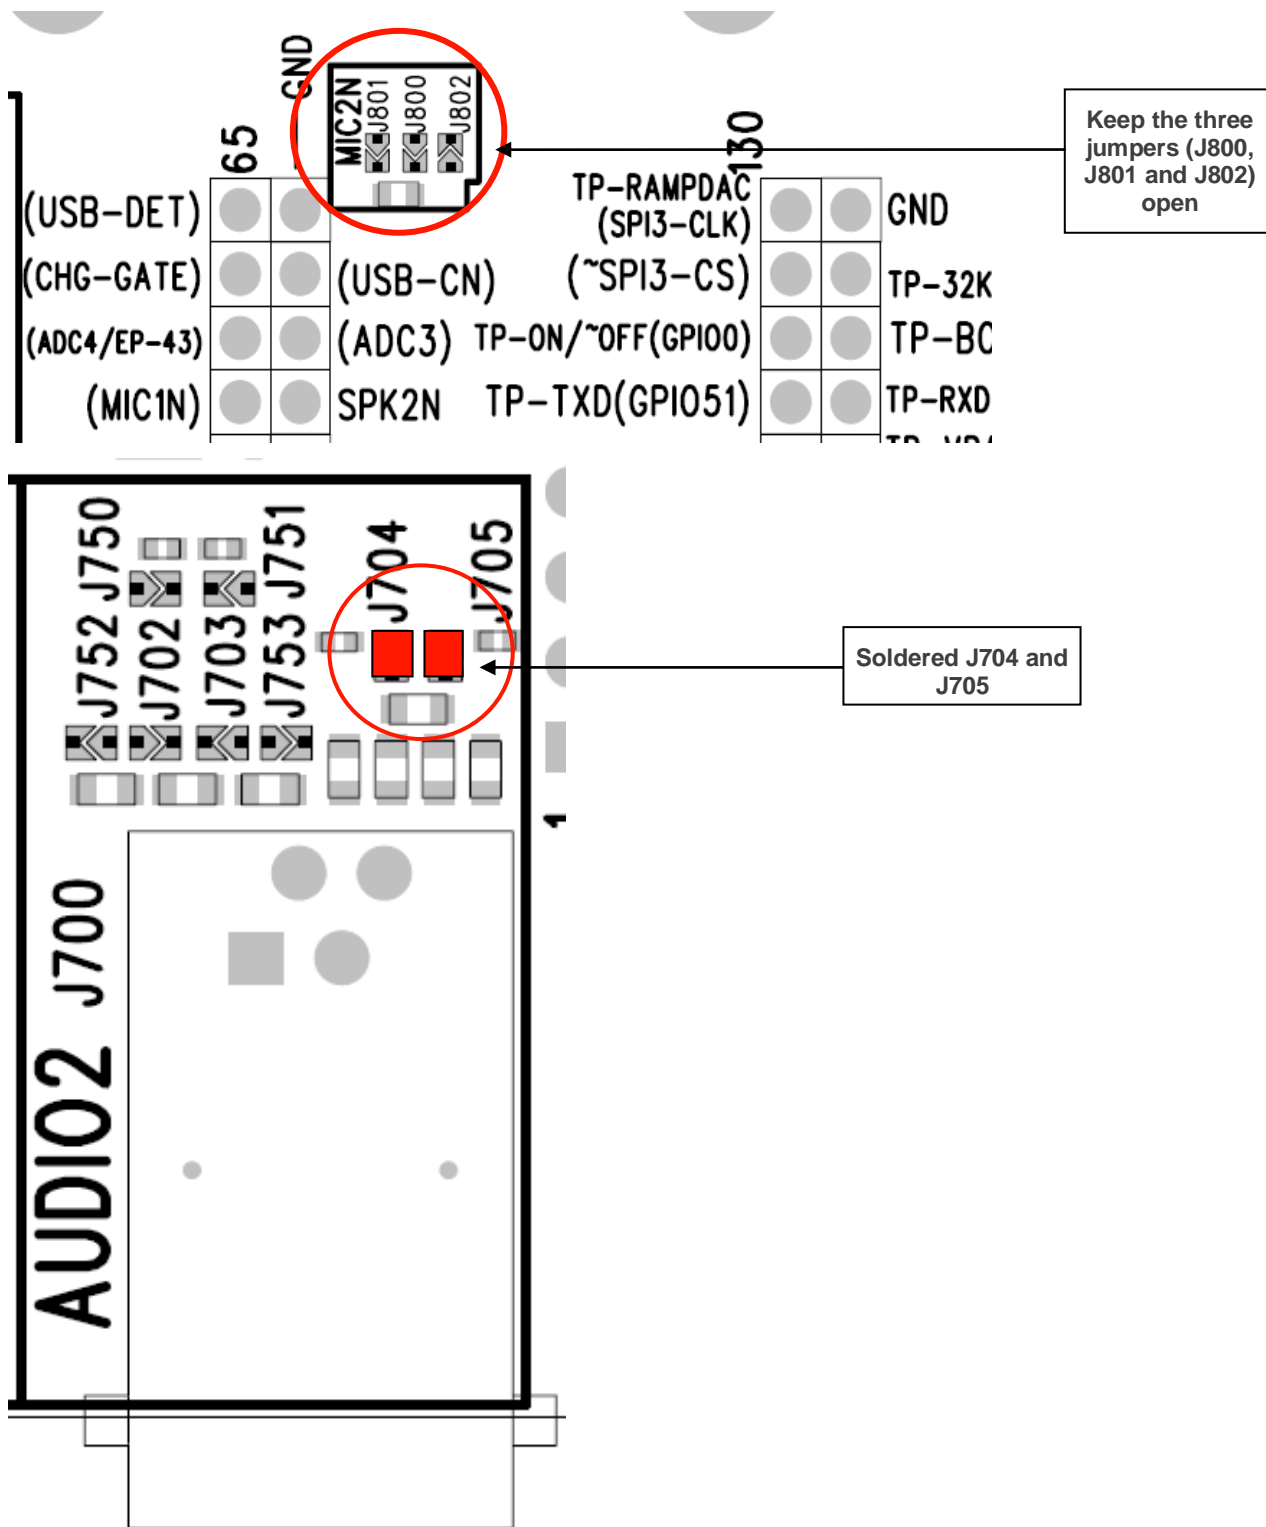 GND
65
MIC2N
J801
J800
J802
130
Keep the three
jumpers (J800,
J801 and J802)
open
(USB-DET)
TP-RAMPDAC
(SPI3-CLK)
GND
(CHG-GATE)
(USB-CN)
(~SPI3-CS)
TP-32K
(ADC4/EP-43)
(ADC3)
TP-ON/~OFF(GPIO0)
TP-BC
(MIC1N)
SPK2N
TP-TXD(GPIO51)
TP-RXD
J750
J751
J704
J705
J752
J702
J703
J753
Soldered J704 and
J705
J700
AUDIO2